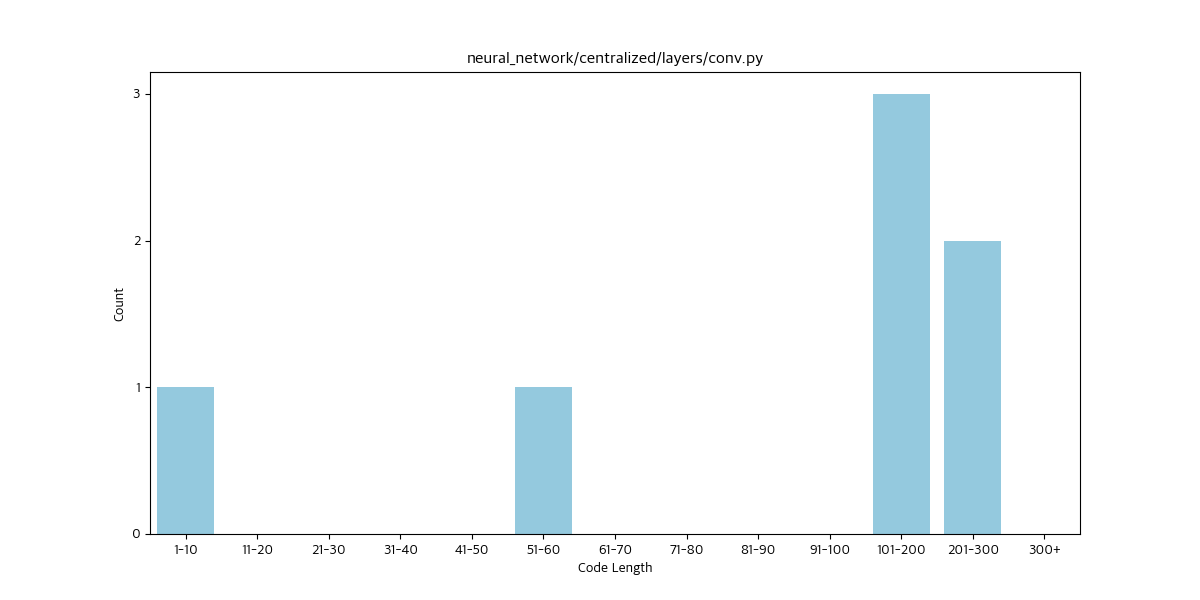 neural_network/centralized/layers/conv.py
3
2
1
0
Count
1-10 11-20 21-30 31-40 41-50 51-60 61-70 71-80 81-90 91-100 101-200 201-300 300+
Code Length